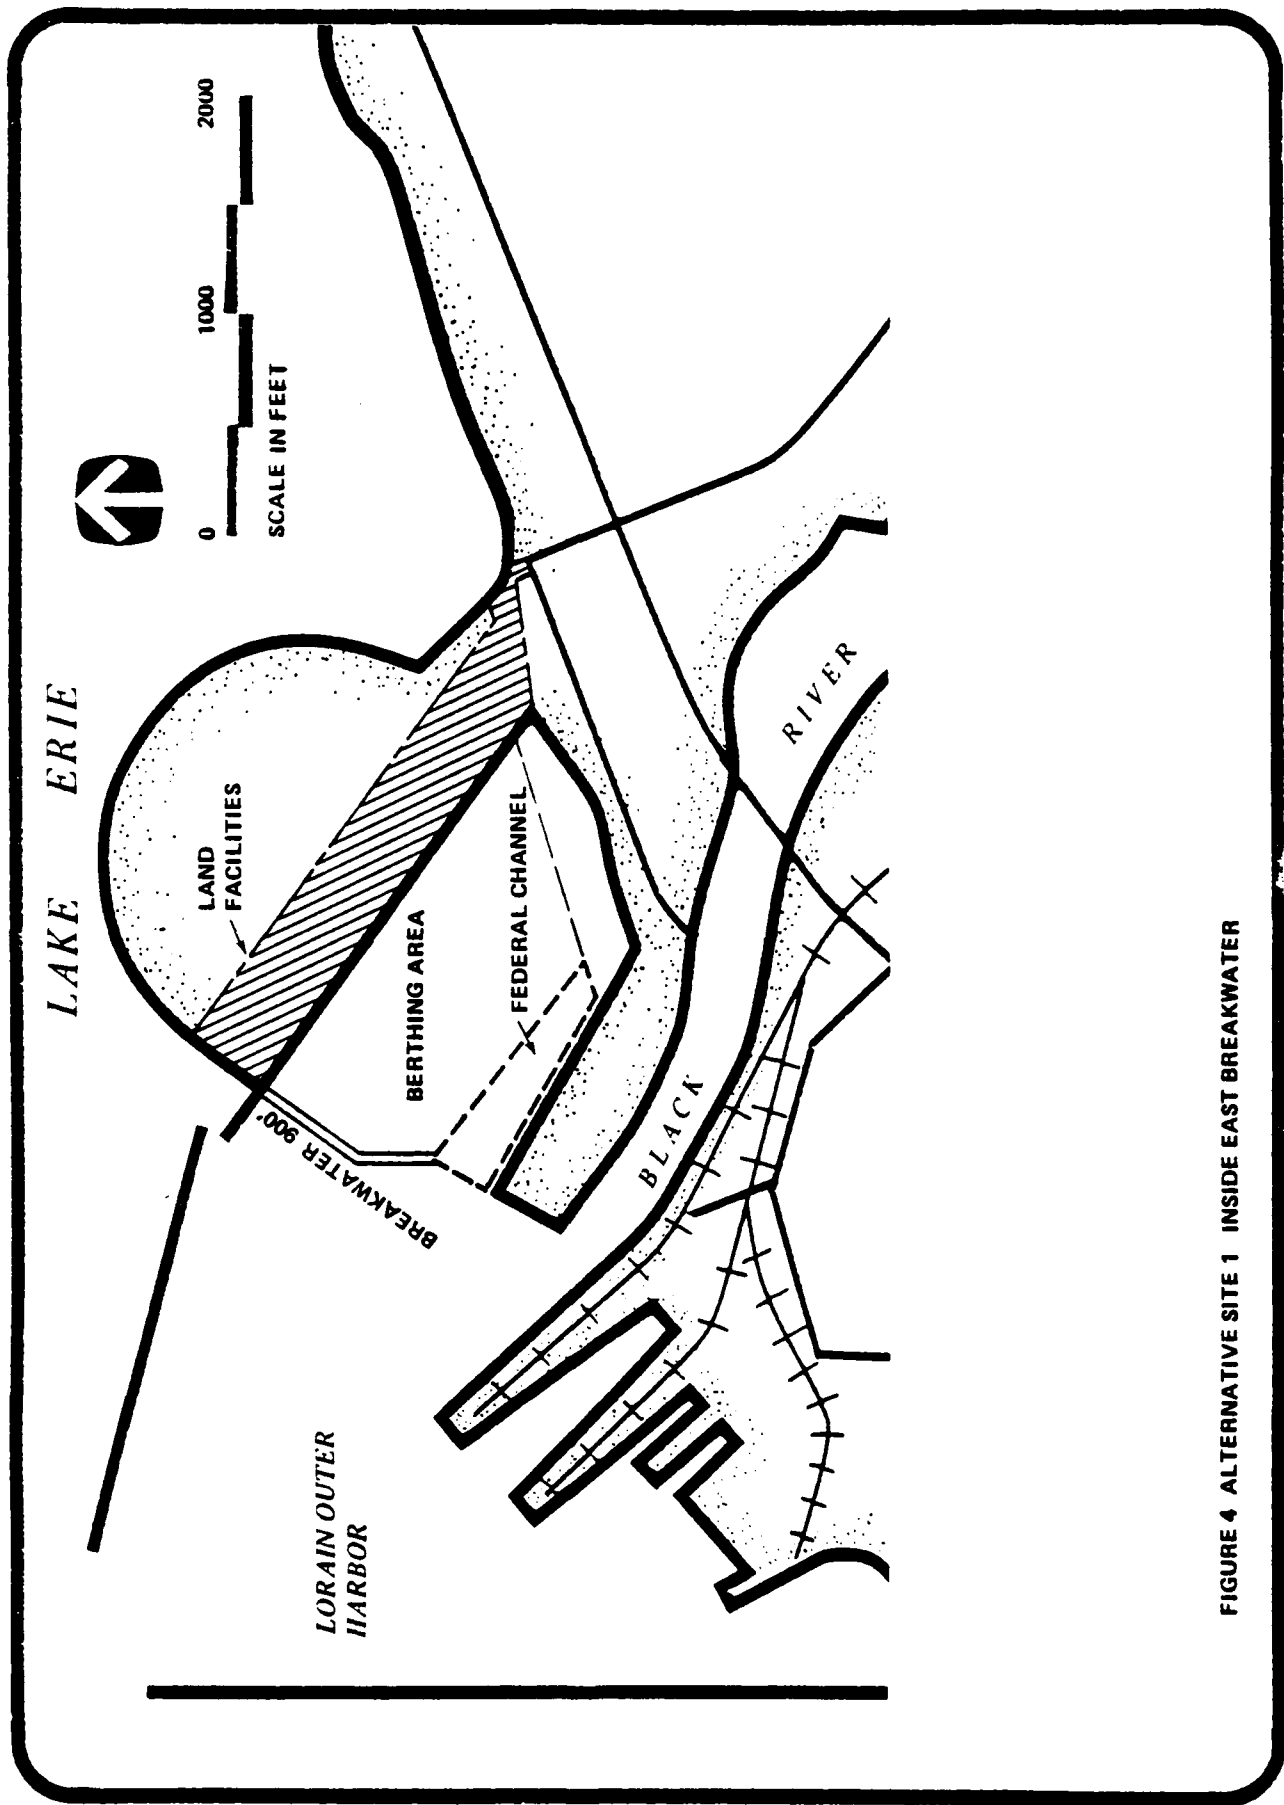 LAKE ERIE
0 1000 2000
SCALE IN FEET
LAND
FACILITIES
BREAKWATER 900'
BERTHING AREA
FEDERAL CHANNEL
LORAIN OUTER
HARBOR
BLACK RIVER
FIGURE 4 ALTERNATIVE SITE 1 INSIDE EAST BREAKWATER